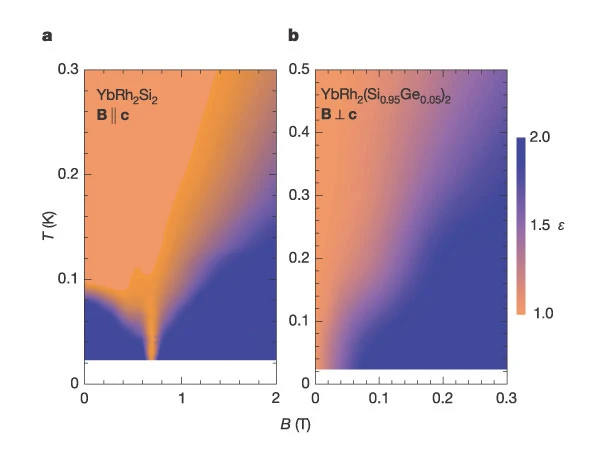 a
b
0.3
0.2
0.1
0
T (K)
YbRh₂Si₂
B || c
0
1
2
0.5
0.4
0.3
0.2
0.1
0
YbRh₂(Si₀.₉₅Ge₀.₀₅)₂
B ⊥ c
0
0.1
0.2
0.3
B (T)
2.0
1.5 ε
1.0